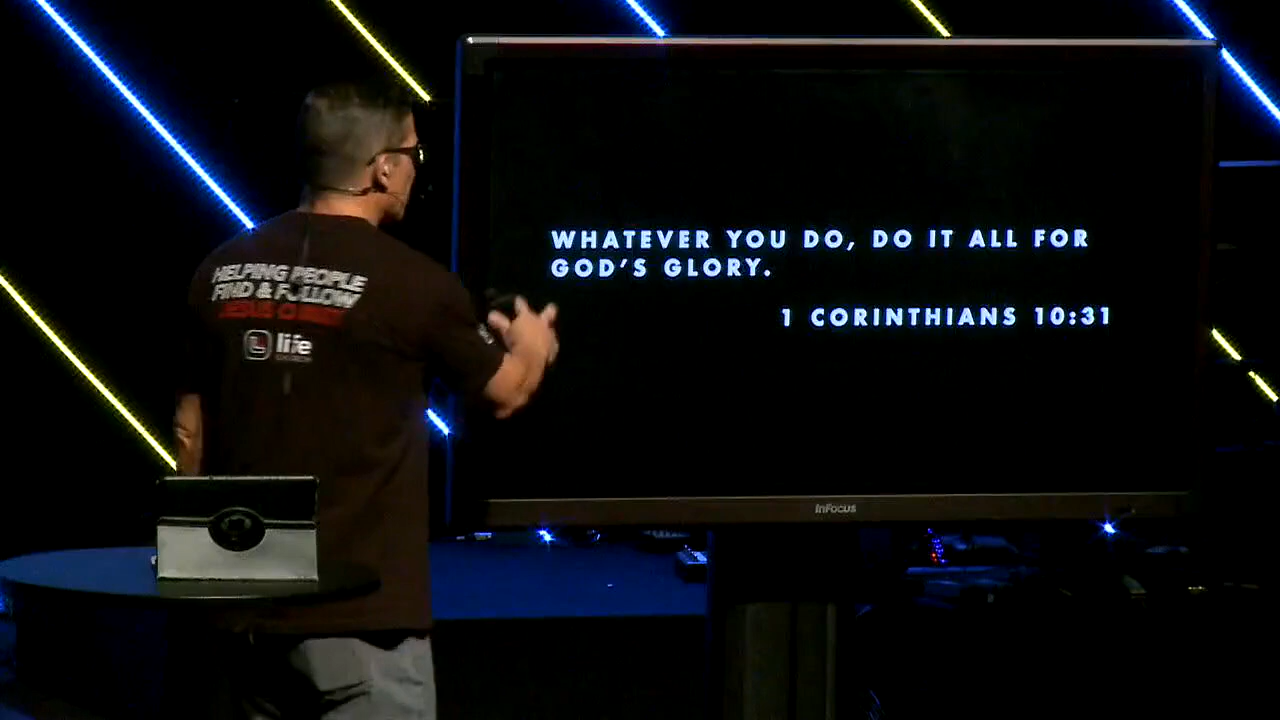 WHATEVER YOU DO, DO IT ALL FOR
GOD'S GLORY.
1 CORINTHIANS 10:31
HELPING PEOPLE
FIND & FOLLOW
life
CHURCH
InFocus